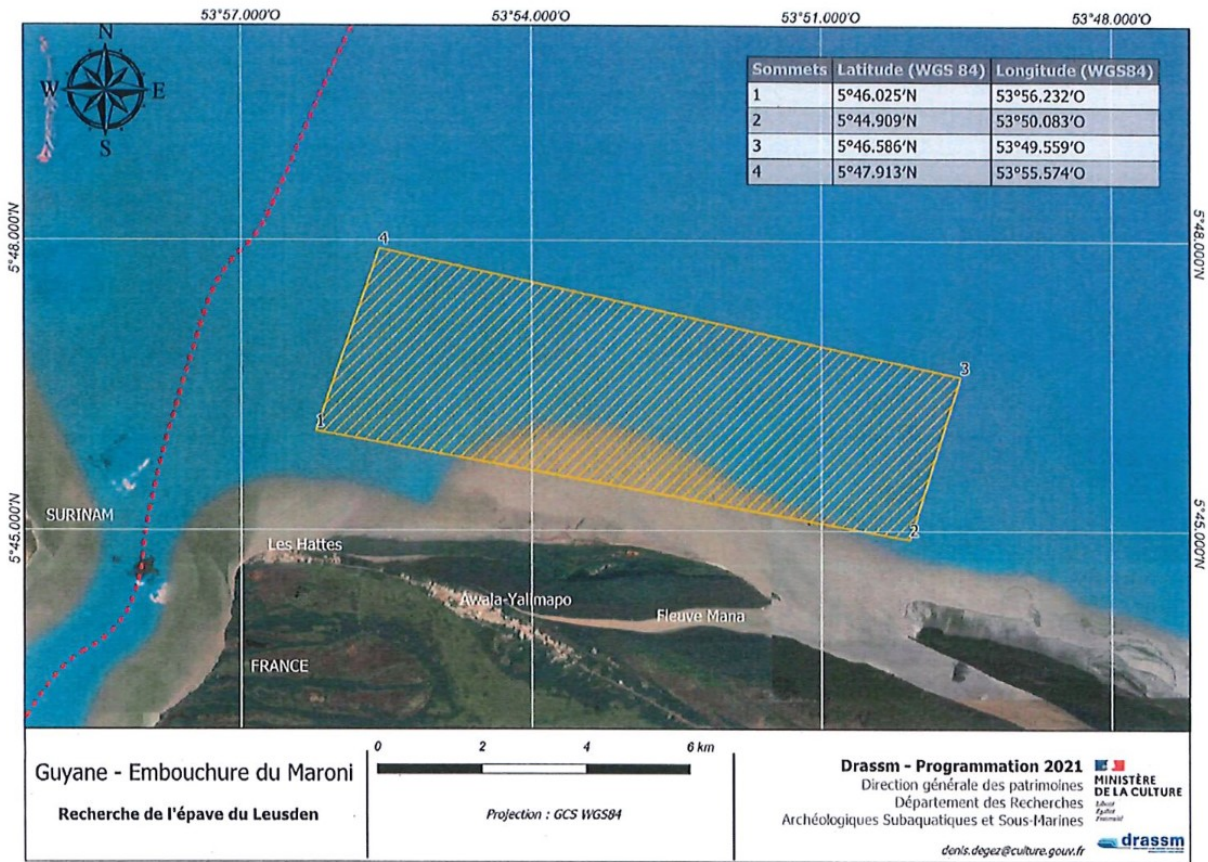 53°57.000'O 53°54.000'O 53°51.000'O 53°48.000'O
N
W E
S
Sommets Latitude (WGS 84) Longitude (WGS84)
1 5°46.025'N 53°56.232'O
2 5°44.909'N 53°50.083'O
3 5°46.586'N 53°49.559'O
4 5°47.913'N 53°55.574'O
5°48.000'N 5°48.000'N
4
3
1
2
5°45.000'N 5°45.000'N
SURINAM
Les Hattes
Awala-Yalimapo
Fleuve Mana
FRANCE
0 2 4 6 km
Guyane - Embouchure du Maroni
Recherche de l'épave du Leusden
Projection : GCS WGS84
Drassm - Programmation 2021
Direction générale des patrimoines
Département des Recherches
Archéologiques Subaquatiques et Sous-Marines
denis.degez@culture.gouv.fr
MINISTÈRE
DE LA CULTURE
Liberté
Égalité
Fraternité
drassm